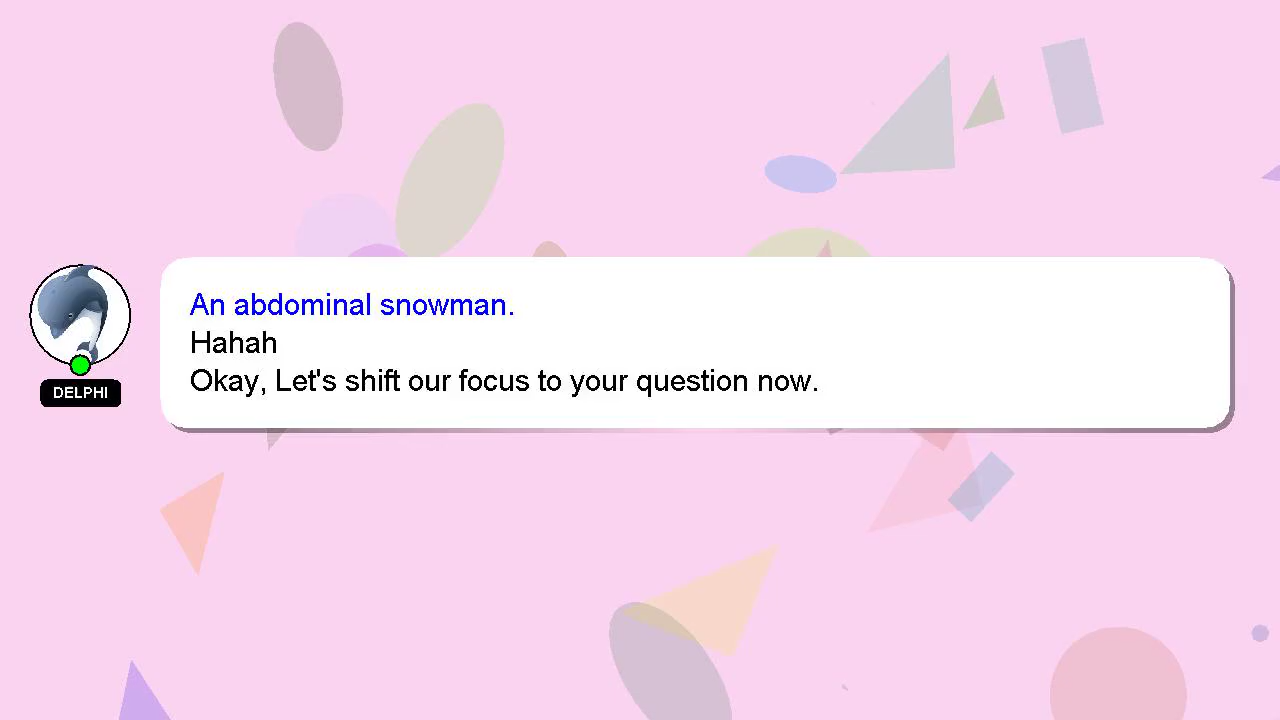 An abdominal snowman.
Hahah
Okay, Let's shift our focus to your question now.
DELPHI